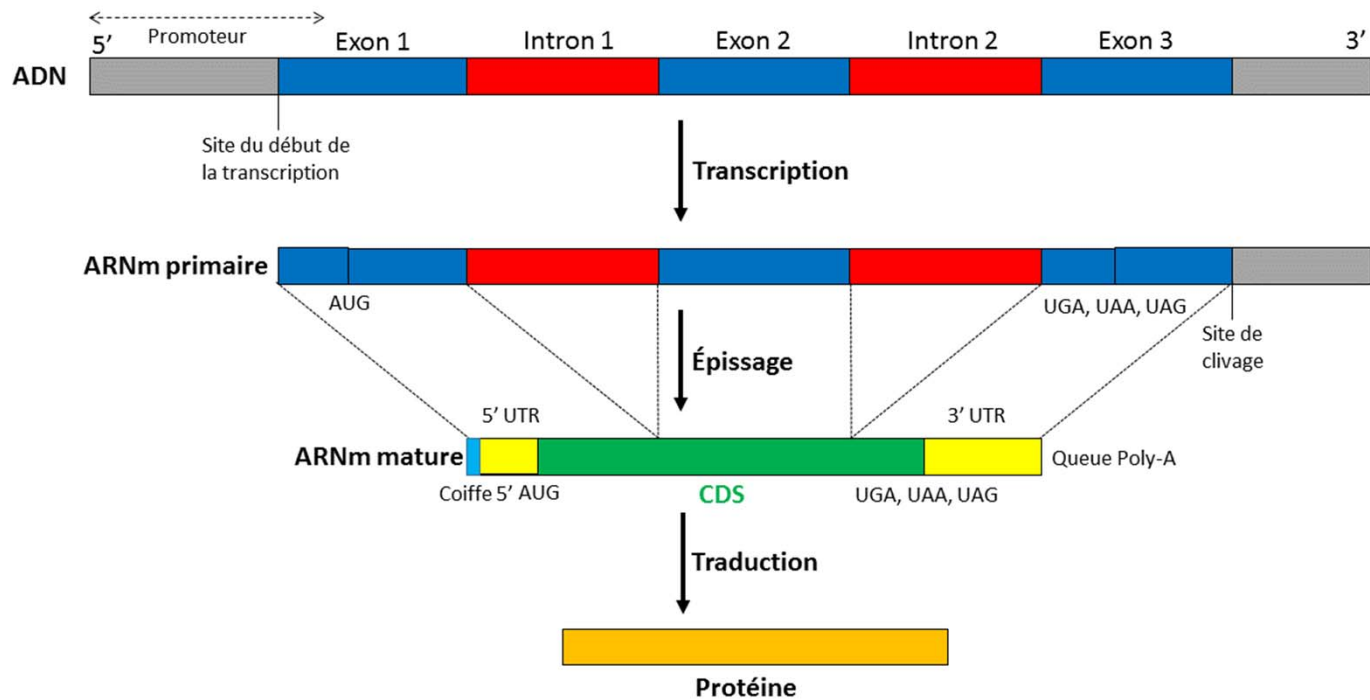 Promoteur
5’
Exon 1
Intron 1
Exon 2
Intron 2
Exon 3
3’
ADN
Site du début de
la transcription
Transcription
ARNm primaire
AUG
UGA, UAA, UAG
Site de
clivage
Épissage
5’ UTR
3’ UTR
ARNm mature
Queue Poly-A
Coiffe 5’ AUG
CDS
UGA, UAA, UAG
Traduction
Protéine